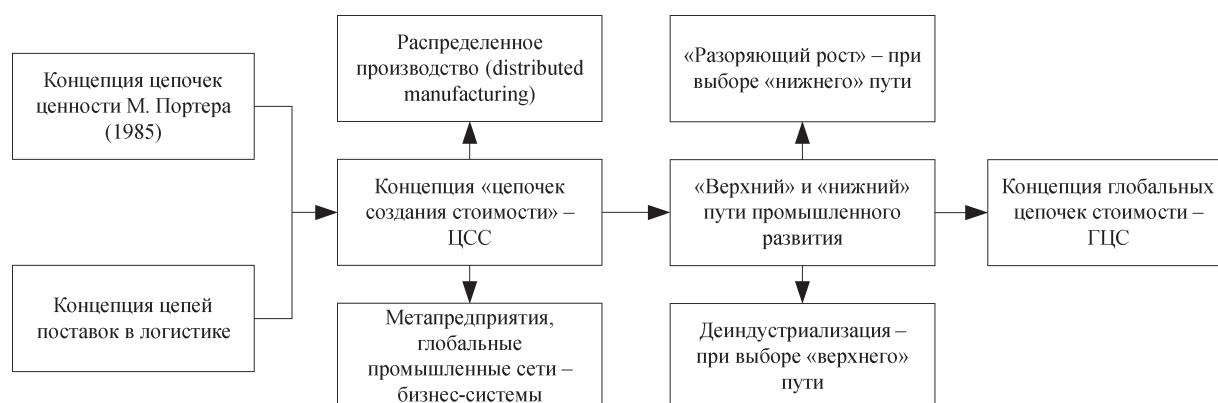 Концепция цепочек
ценности М. Портера
(1985)
Концепция цепей
поставок в логистике
Распределенное
производство (distributed
manufacturing)
Концепция «цепочек
создания стоимости» –
ЦСС
Метапредприятия,
глобальные
промышленные сети –
бизнес-системы
«Разоряющий рост» – при
выборе «нижнего» пути
«Верхний» и «нижний»
пути промышленного
развития
Деиндустриализация –
при выборе «верхнего»
пути
Концепция глобальных
цепочек стоимости –
ГЦС